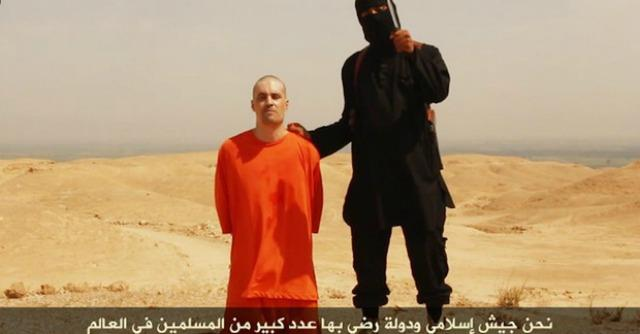 نحن جيش إسلامي ودولة رضي بها عدد كبير من المسلمين في العالم